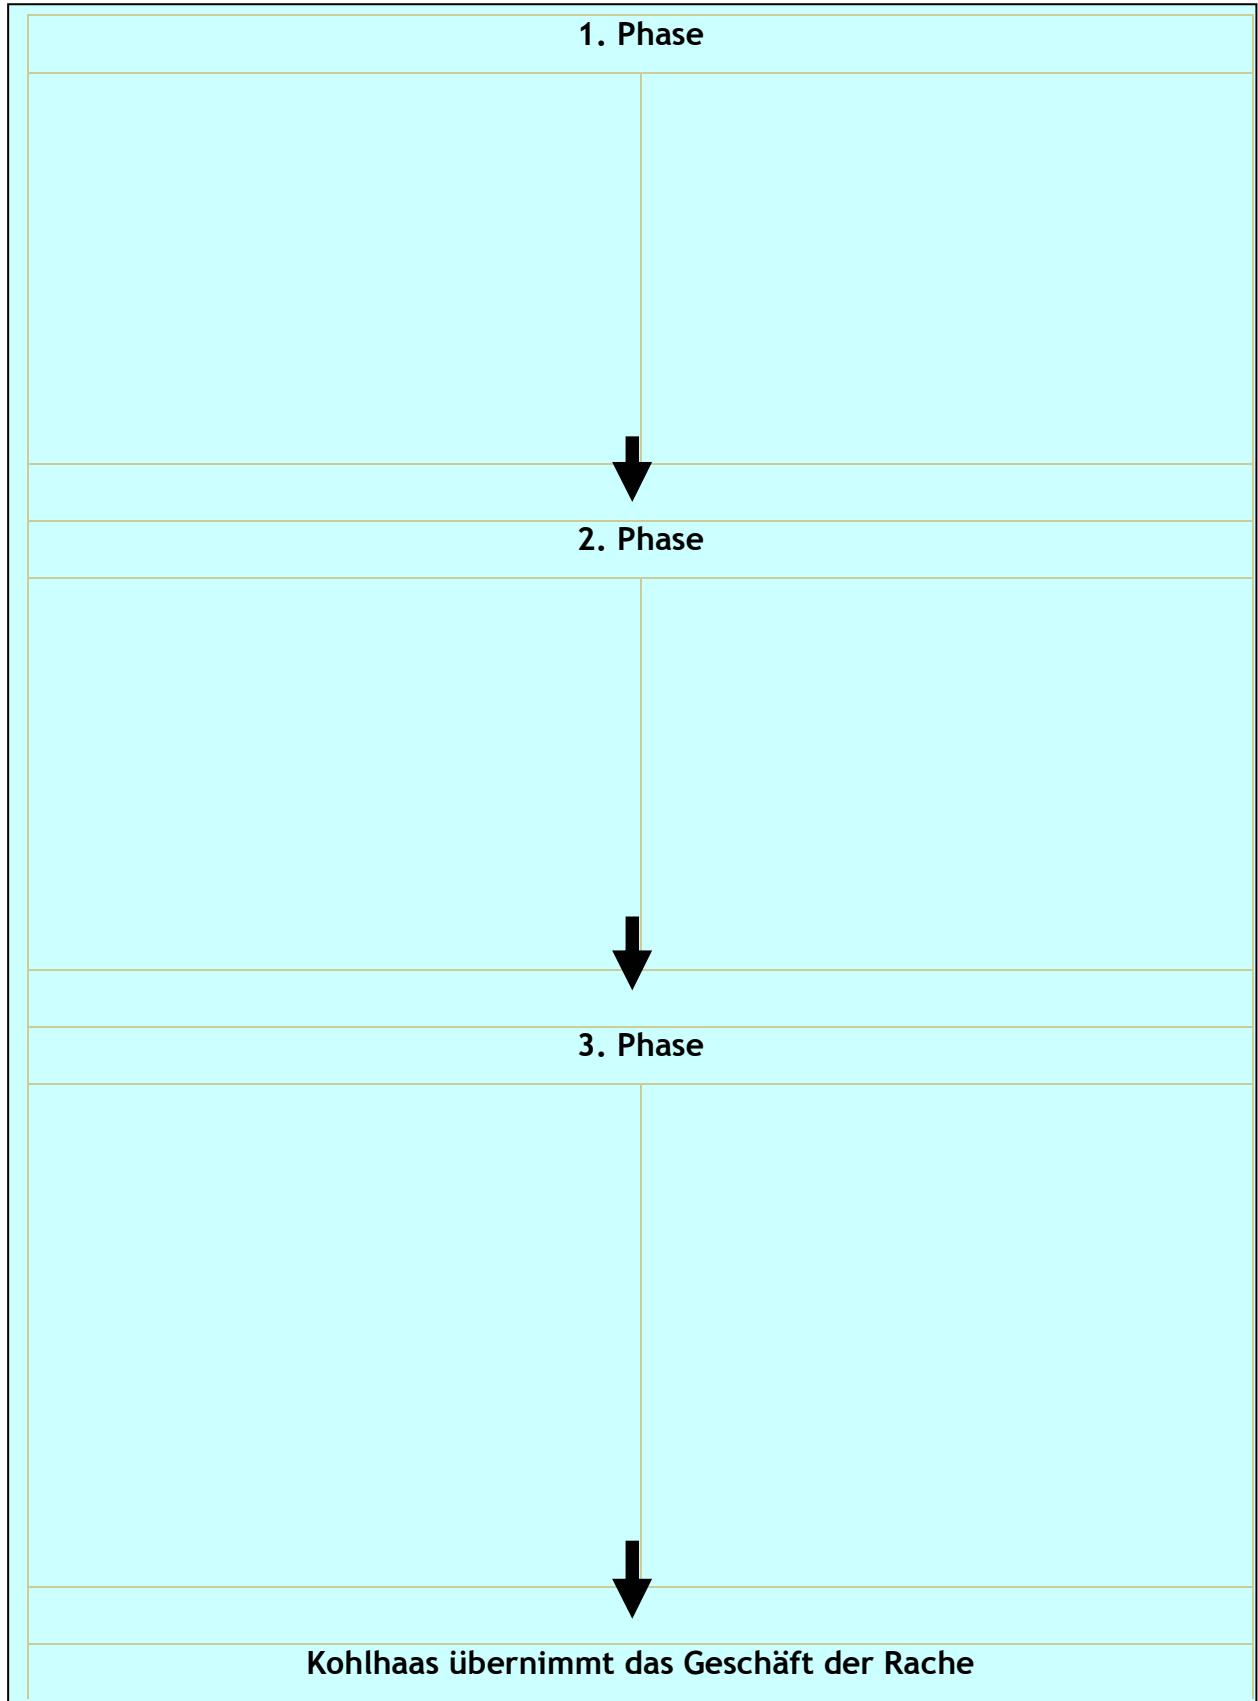 1. Phase
2. Phase
3. Phase
Kohlhaas übernimmt das Geschäft der Rache